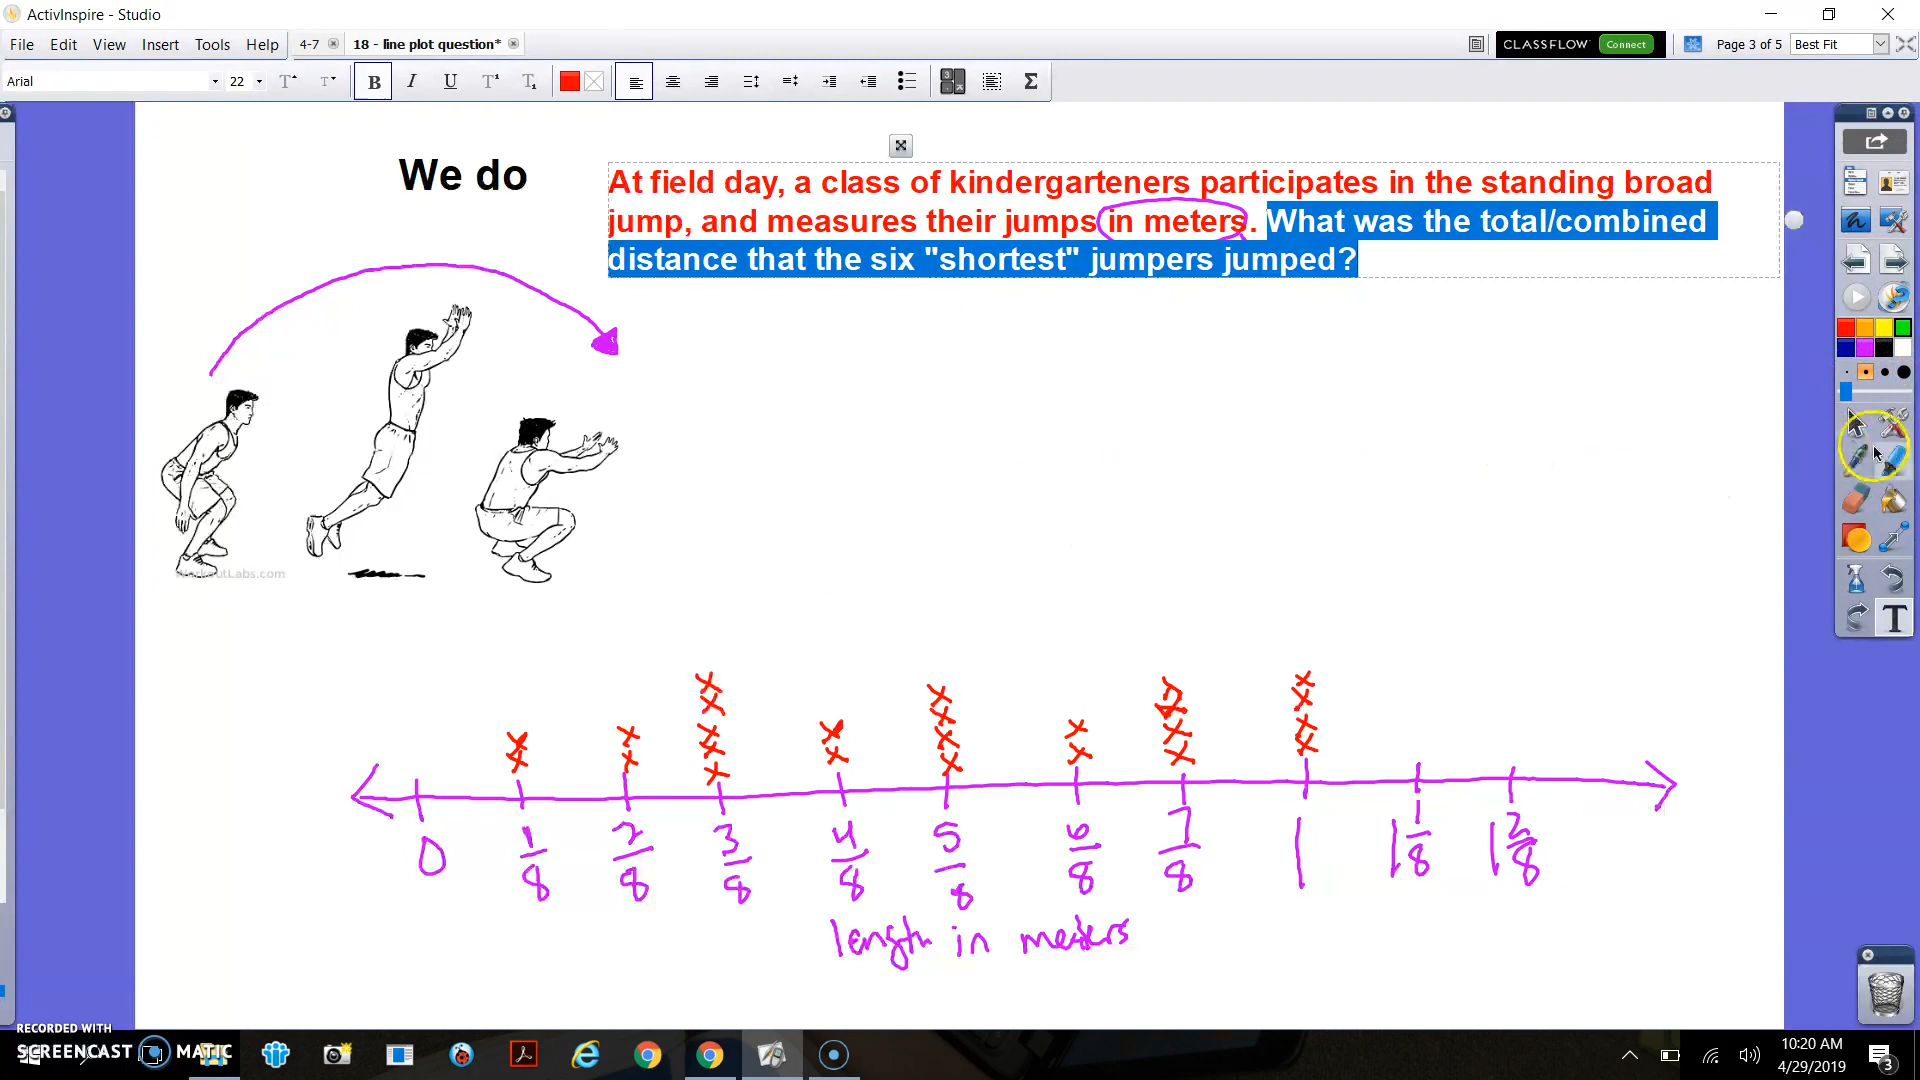 ActivInspire - Studio
File Edit View Insert Tools Help
4-7
18 - line plot question*
CLASSFLOW Connect
Page 3 of 5
Best Fit
Arial
22
B I U T T
We do
At field day, a class of kindergarteners participates in the standing broad
jump, and measures their jumps in meters. What was the total/combined
distance that the six "shortest" jumpers jumped?
WorkoutLabs.com
x x x x x x x x x x x x x x x x x x x x x x x x x
0 1/8 2/8 3/8 4/8 5/8 6/8 7/8 1 1 1/8 1 2/8
length in meters
RECORDED WITH
SCREENCAST MATIC
10:20 AM
4/29/2019
3